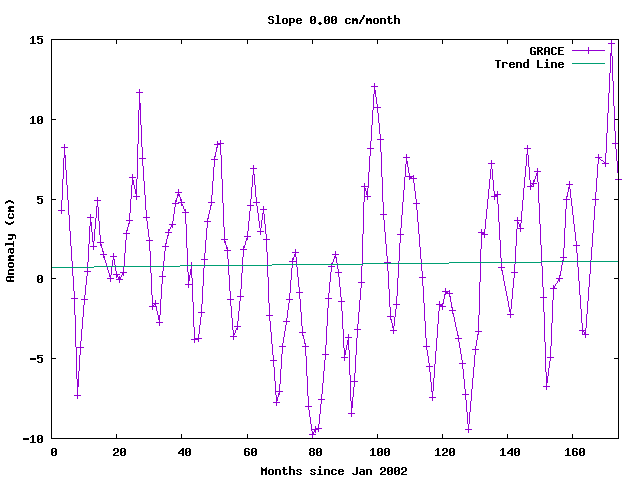 Slope 0.00 cm/month
15
GRACE
Trend Line
10
5
Anomaly (cm)
0
-5
-10
0 20 40 60 80 100 120 140 160
Months since Jan 2002